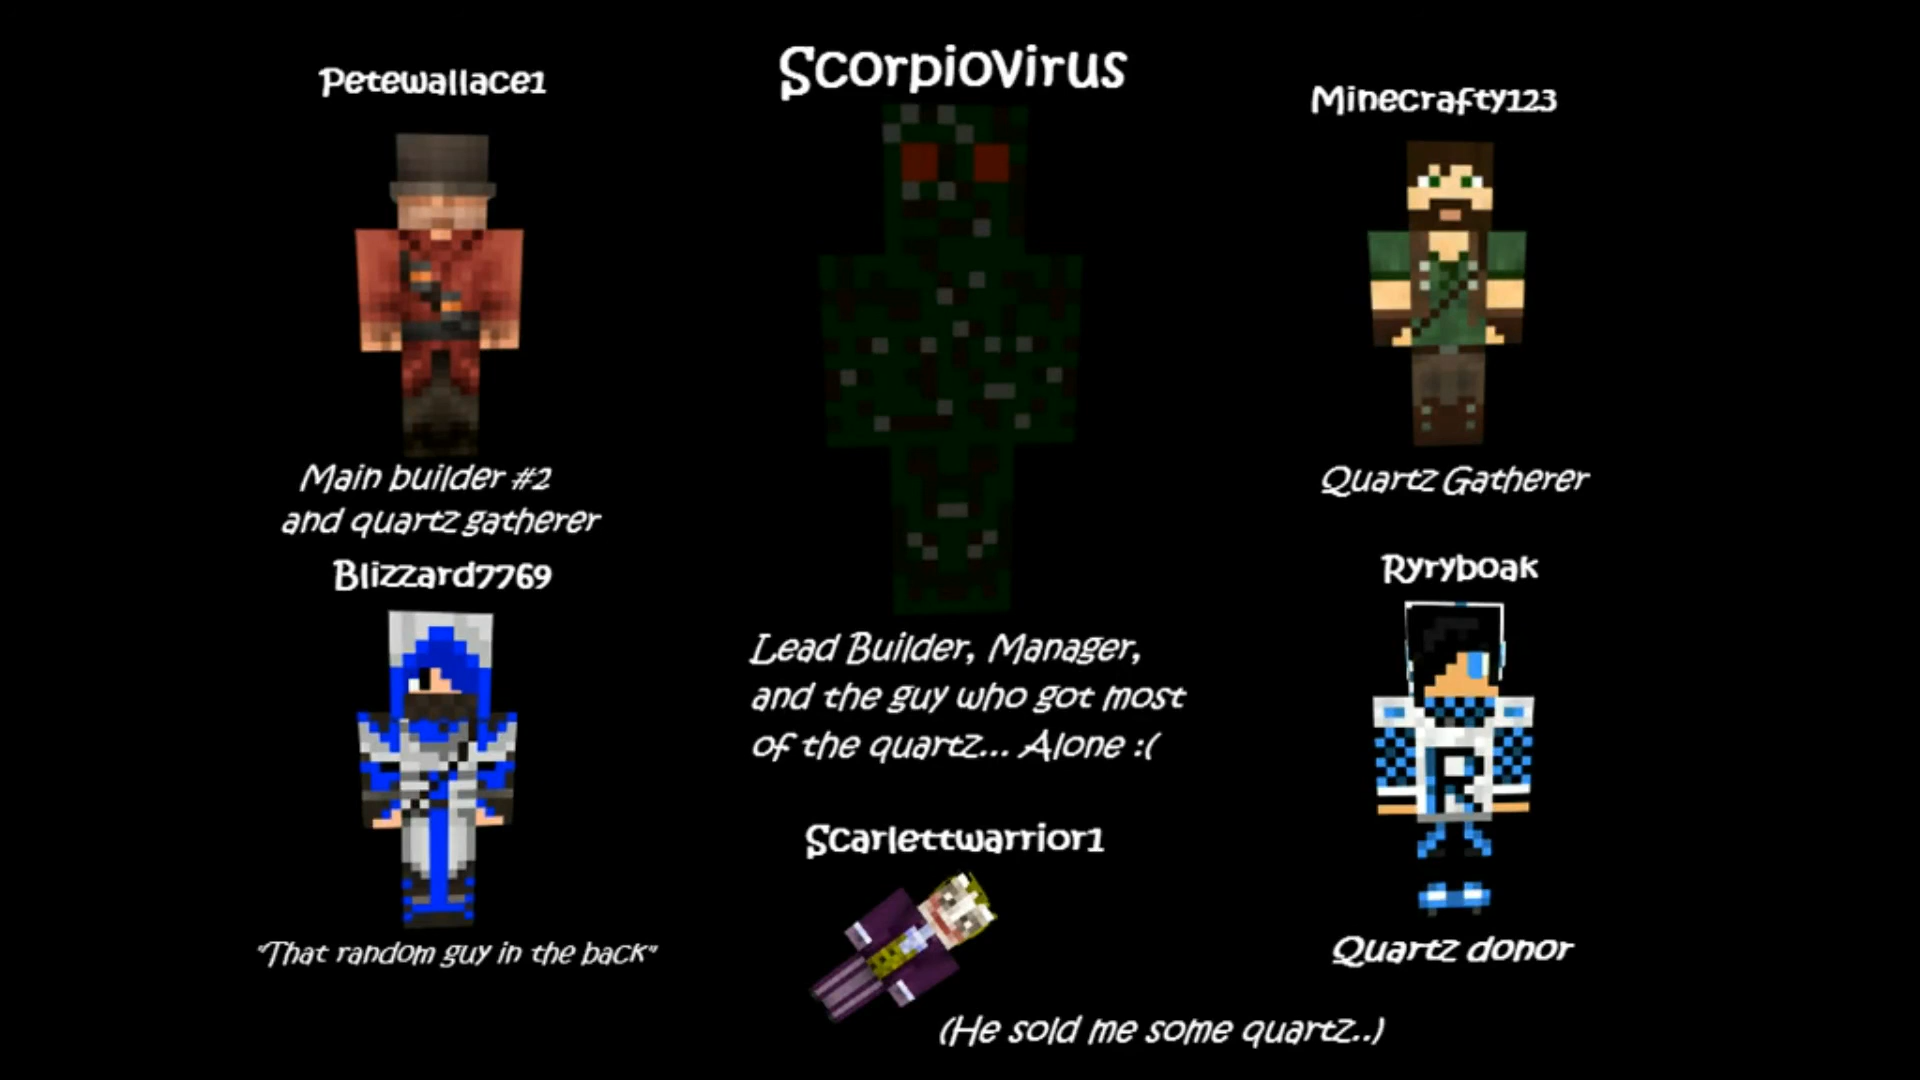 Petewallace1
Main builder #2
and quartz gatherer
Blizzard7769
"That random guy in the back"
ScorpioVirus
Lead Builder, Manager,
and the guy who got most
of the quartz... Alone :(
Scarlettwarrior1
(He sold me some quartz..)
Minecrafty123
Quartz Gatherer
Ryryboak
R
Quartz donor